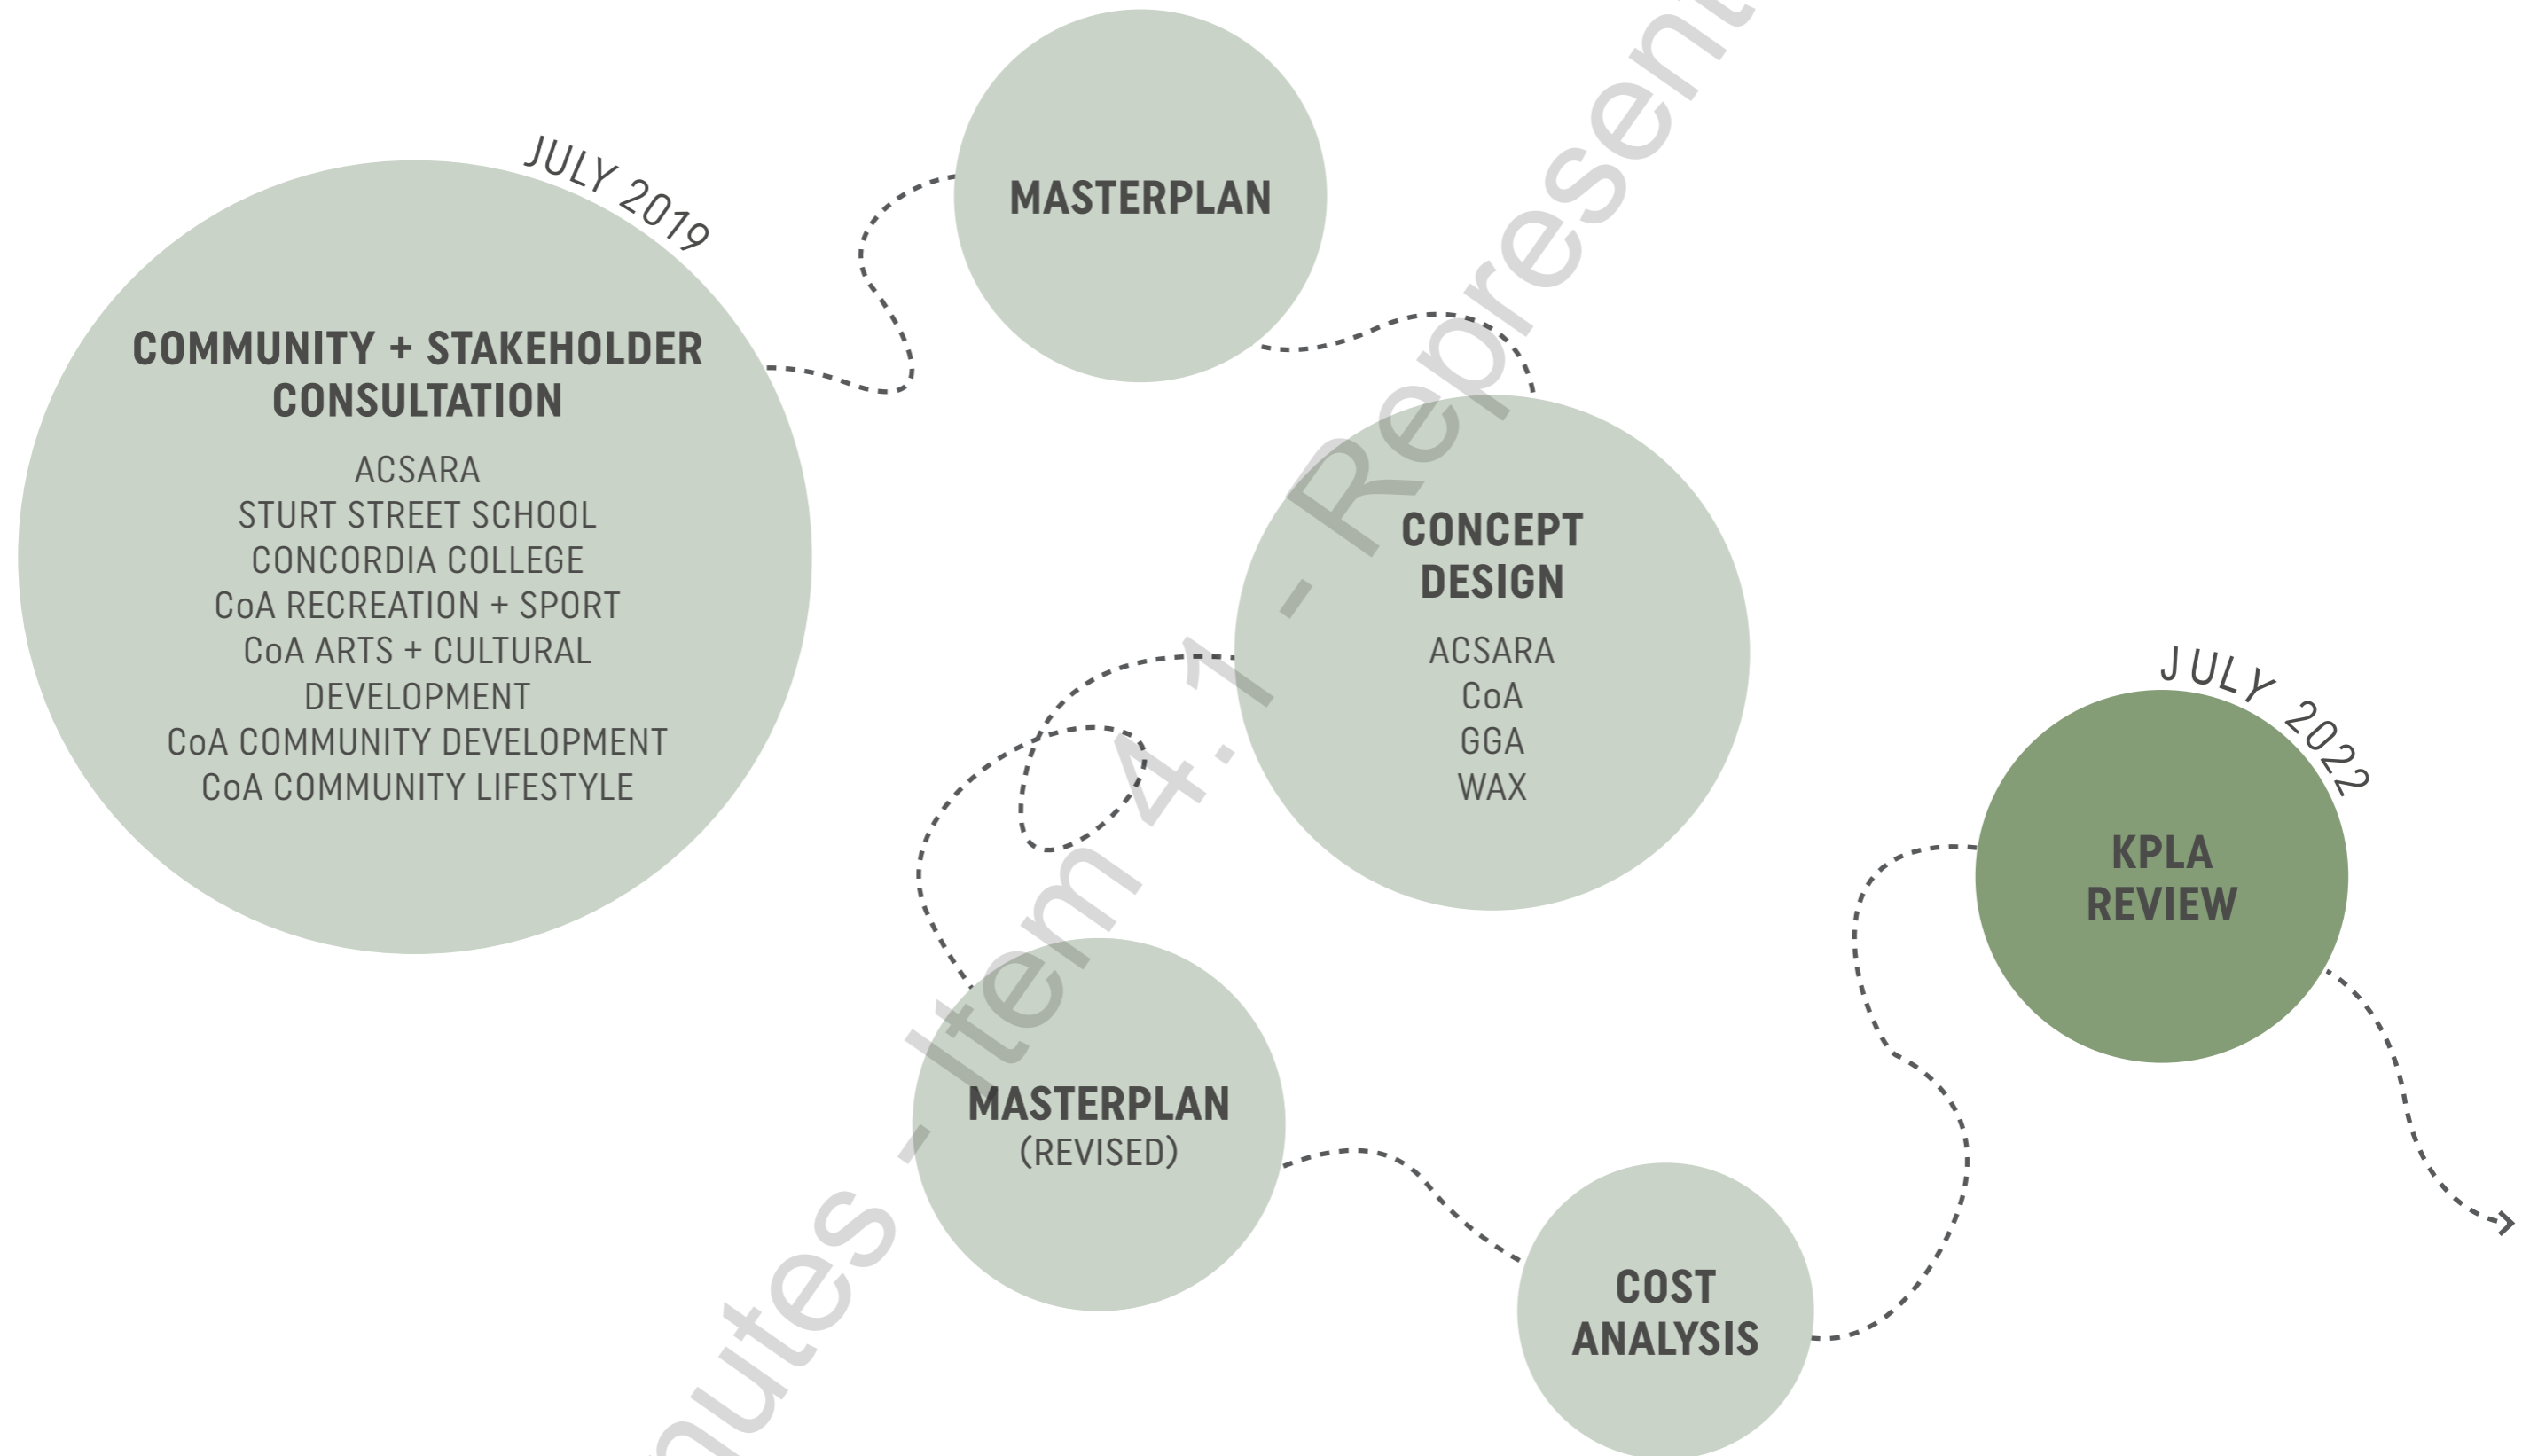 JULY 2019
COMMUNITY + STAKEHOLDER
CONSULTATION
ACSARA
STURT STREET SCHOOL
CONCORDIA COLLEGE
CoA RECREATION + SPORT
CoA ARTS + CULTURAL
DEVELOPMENT
CoA COMMUNITY DEVELOPMENT
CoA COMMUNITY LIFESTYLE
MASTERPLAN
CONCEPT
DESIGN
ACSARA
CoA
GGA
WAX
MASTERPLAN
(REVISED)
COST
ANALYSIS
JULY 2022
KPLA
REVIEW
nutes - Item 4.1 - Represent